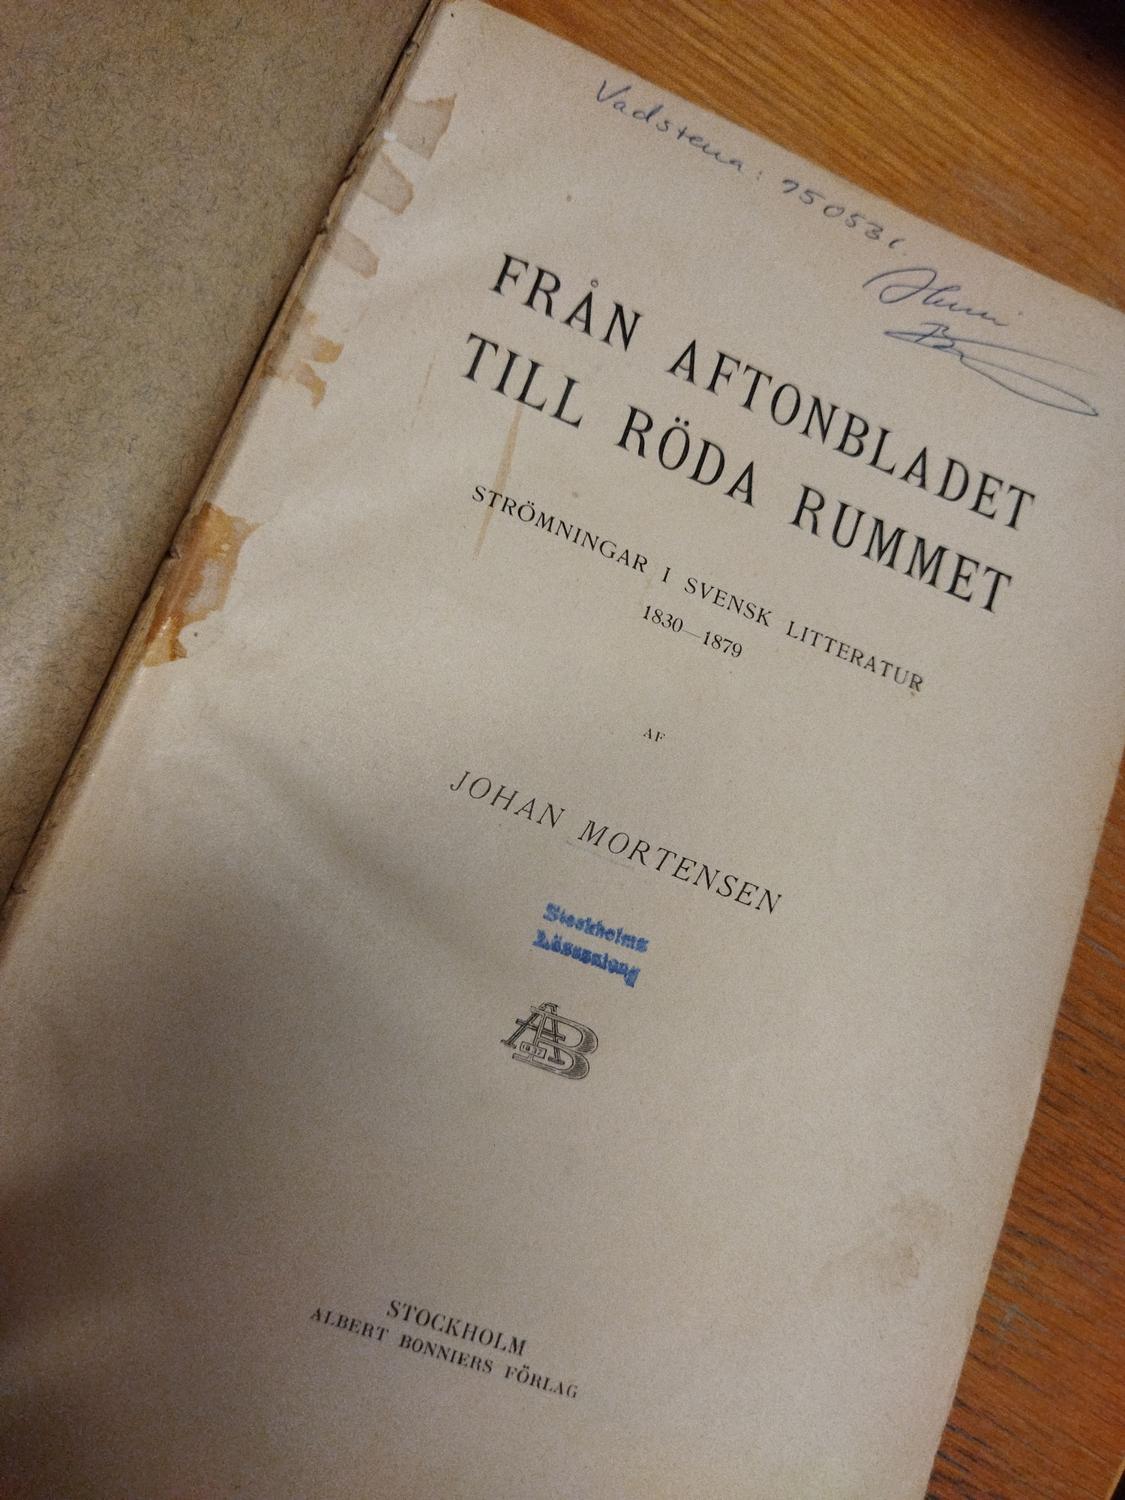 Vadstena: 750531.
FRÅN AFTONBLADET
TILL RÖDA RUMMET
STRÖMNINGAR I SVENSK LITTERATUR
1830—1879
AF
JOHAN MORTENSEN
Stockholms
AB
STOCKHOLM
ALBERT BONNIERS FÖRLAG